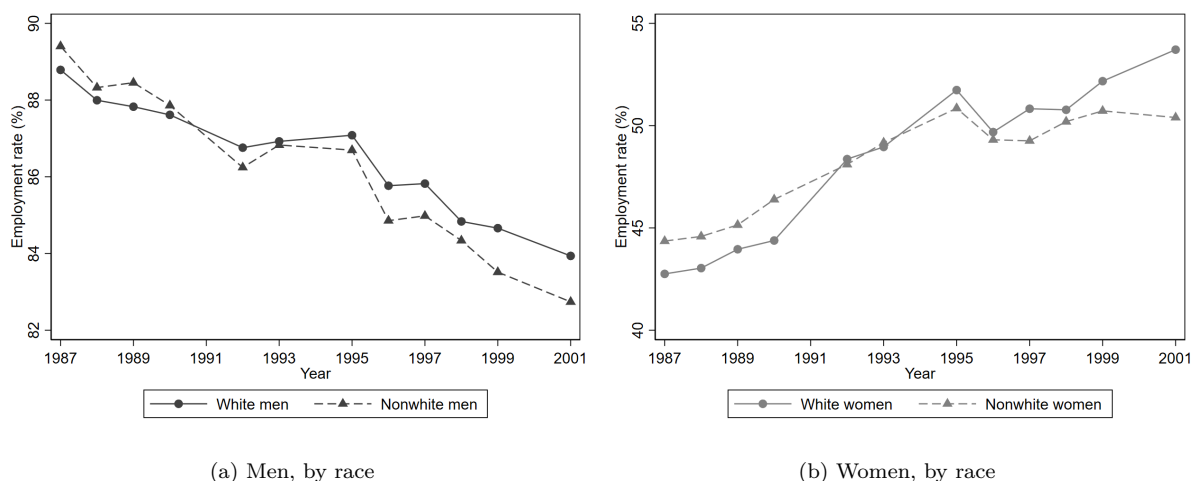 90
88
86
84
82
Employment rate (%)
1987 1989 1991 1993 1995 1997 1999 2001
Year
White men Nonwhite men
(a) Men, by race
55
50
45
40
Employment rate (%)
1987 1989 1991 1993 1995 1997 1999 2001
Year
White women Nonwhite women
(b) Women, by race